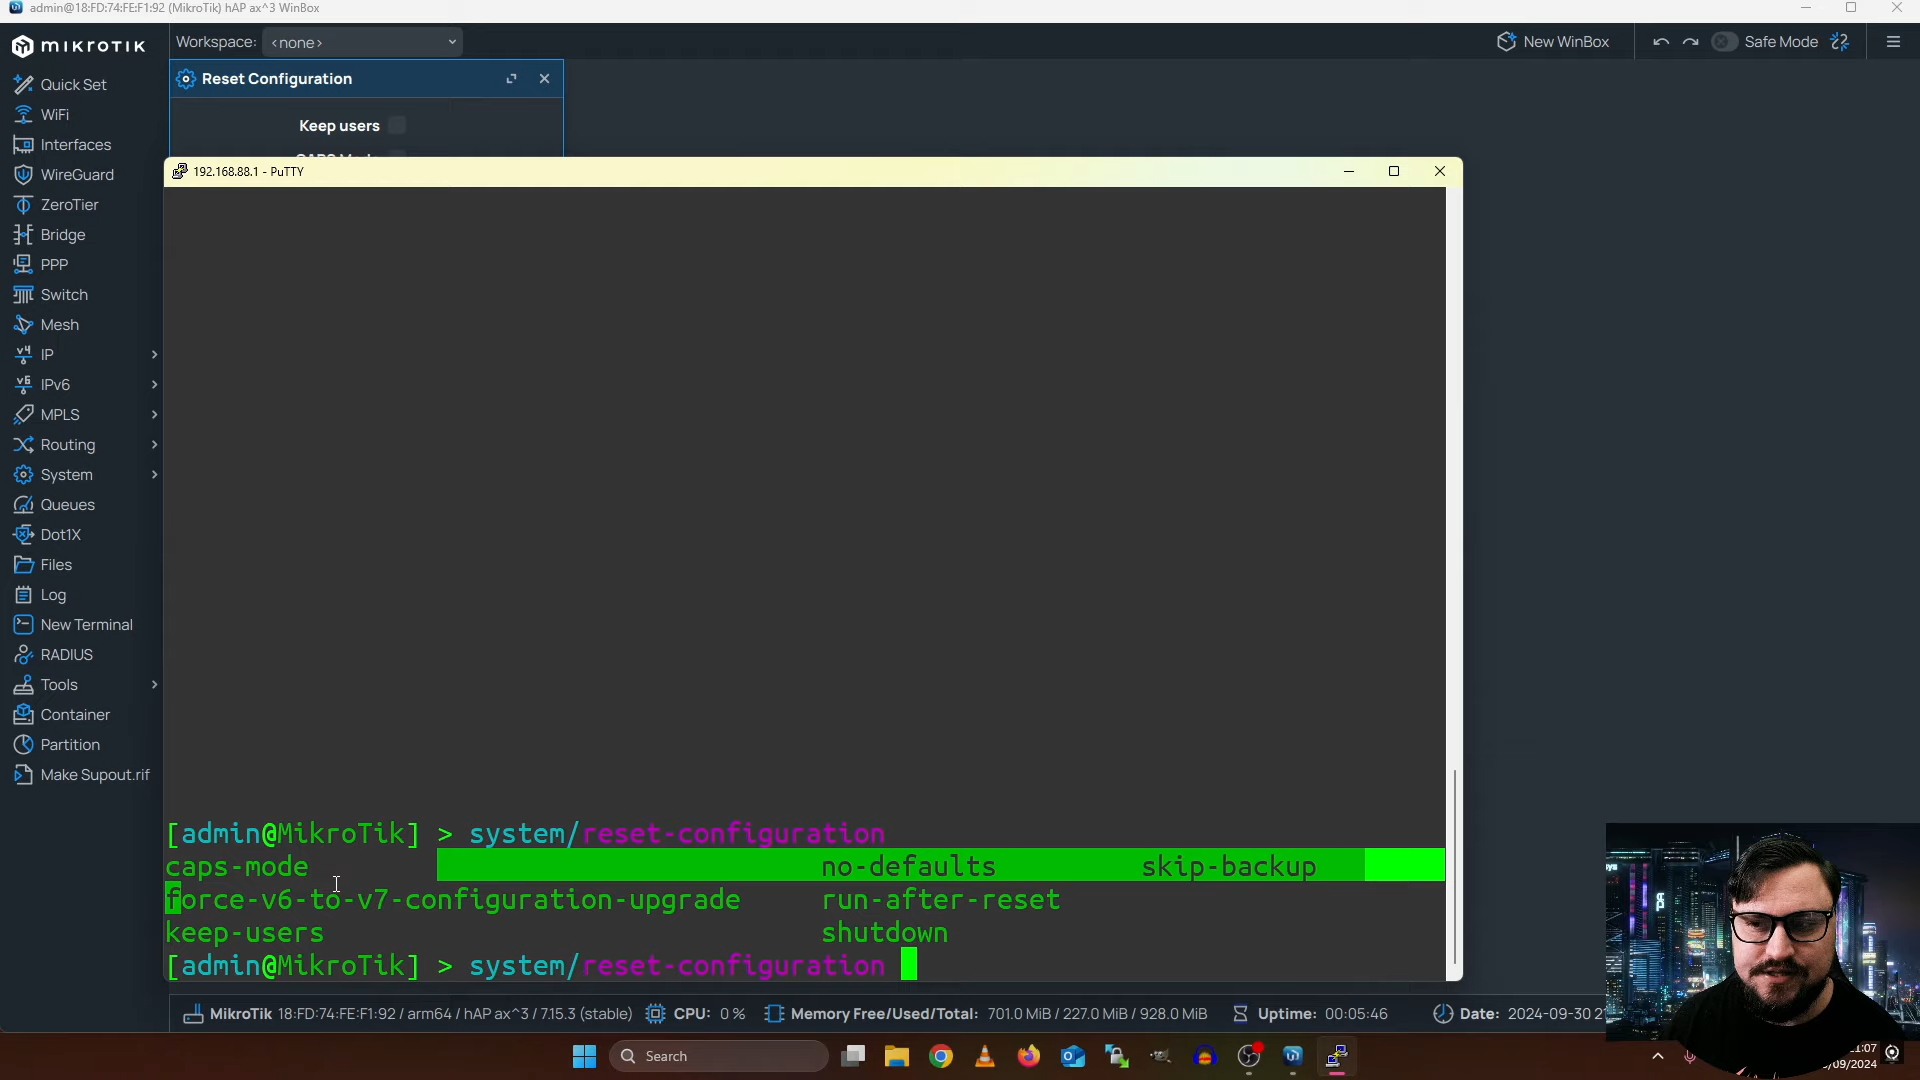 admin@18:FD:74:FE:F1:92 (MikroTik) hAP ax^3 WinBox
mikrotik
Workspace: <none>
New WinBox
Safe Mode
Quick Set
Reset Configuration
WiFi
Keep users
Interfaces
CAPS Mode
WireGuard
192.168.88.1 - PuTTY
ZeroTier
Bridge
PPP
Switch
Mesh
IP
IPv6
MPLS
Routing
System
Queues
Dot1X
Files
Log
New Terminal
RADIUS
Tools
Container
Partition
Make Supout.rif
[admin@MikroTik] > system/reset-configuration
caps-mode no-defaults skip-backup
force-v6-to-v7-configuration-upgrade run-after-reset
keep-users shutdown
[admin@MikroTik] > system/reset-configuration
MikroTik 18:FD:74:FE:F1:92 / arm64 / hAP ax^3 / 7.15.3 (stable) CPU: 0 % Memory Free/Used/Total: 701.0 MiB / 227.0 MiB / 928.0 MiB Uptime: 00:05:46 Date: 2024-09-30
Search
1:07
/09/2024